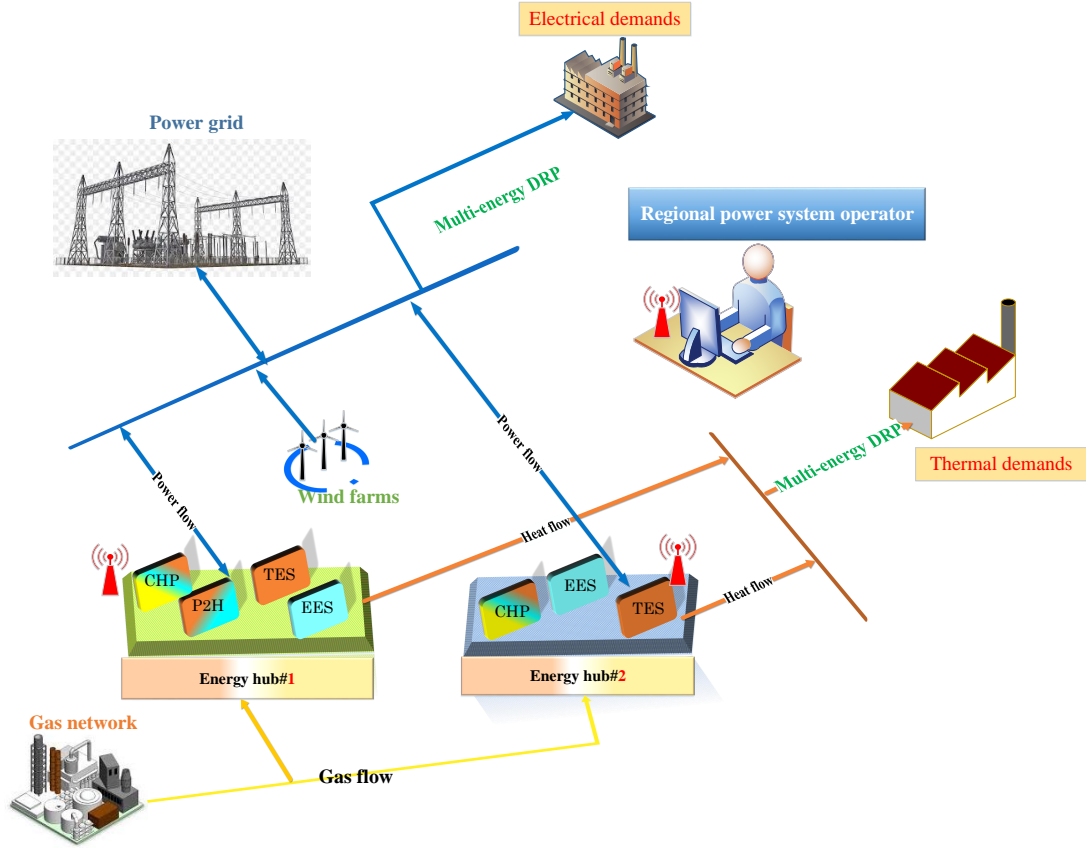 Electrical demands
Power grid
Multi-energy DRP
Regional power system operator
Power flow
Power flow
Wind farms
Multi-energy DRP
Thermal demands
Heat flow
CHP
TES
P2H
EES
EES
CHP
TES
Heat flow
Energy hub#1
Energy hub#2
Gas network
Gas flow